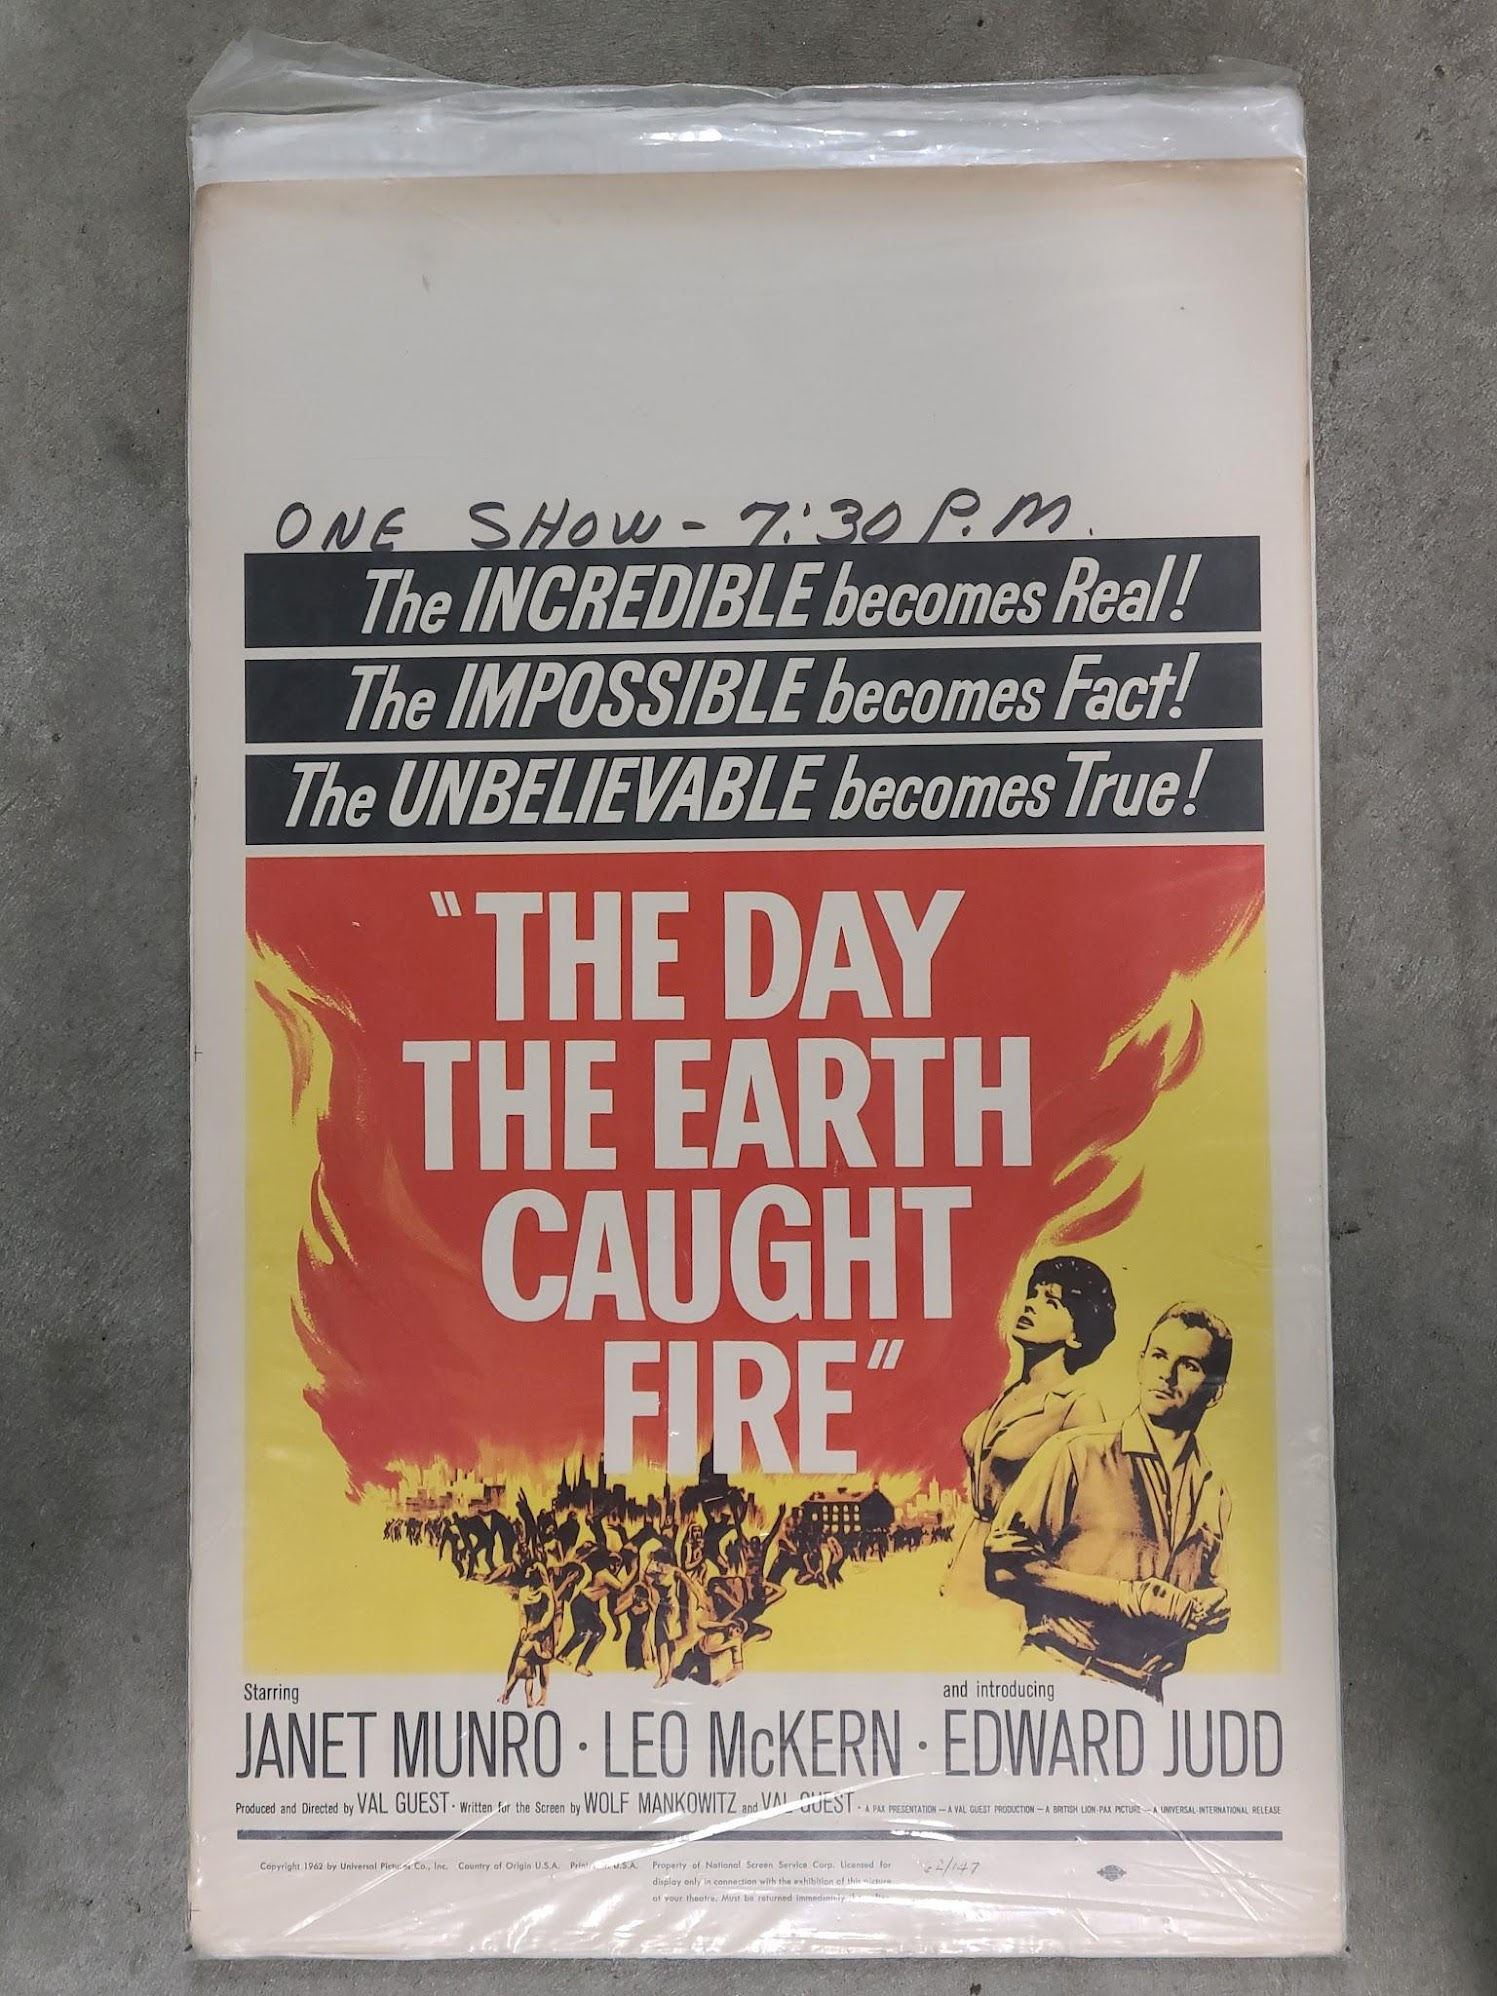 ONE SHOW - 7:30 P.M.
The INCREDIBLE becomes Real!
The IMPOSSIBLE becomes Fact!
The UNBELIEVABLE becomes True!
"THE DAY
THE EARTH
CAUGHT
FIRE"
Starring and introducing
JANET MUNRO · LEO McKERN · EDWARD JUDD
Produced and Directed by VAL GUEST · Written for the Screen by WOLF MANKOWITZ and VAL GUEST · A PAX PRESENTATION — A VAL GUEST PRODUCTION — A BRITISH LION-PAX PICTURE — A UNIVERSAL-INTERNATIONAL RELEASE
Copyright 1962 by Universal Pictures Co., Inc. Country of Origin U.S.A. Printed in U.S.A. Property of National Screen Service Corp. Licensed for 62/147
display only in connection with the exhibition of this picture
at your theatre. Must be returned immediately